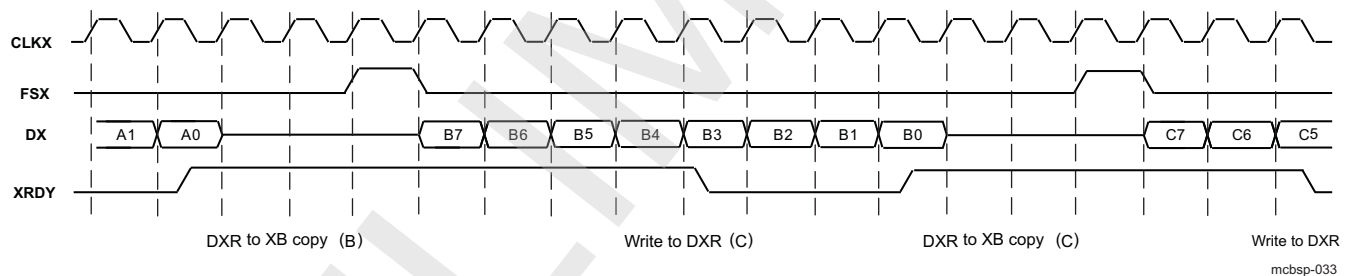 CLKX
FSX
DX A1 A0 B7 B6 B5 B4 B3 B2 B1 B0 C7 C6 C5
XRDY
DXR to XB copy (B) Write to DXR (C) DXR to XB copy (C) Write to DXR
mcbsp-033